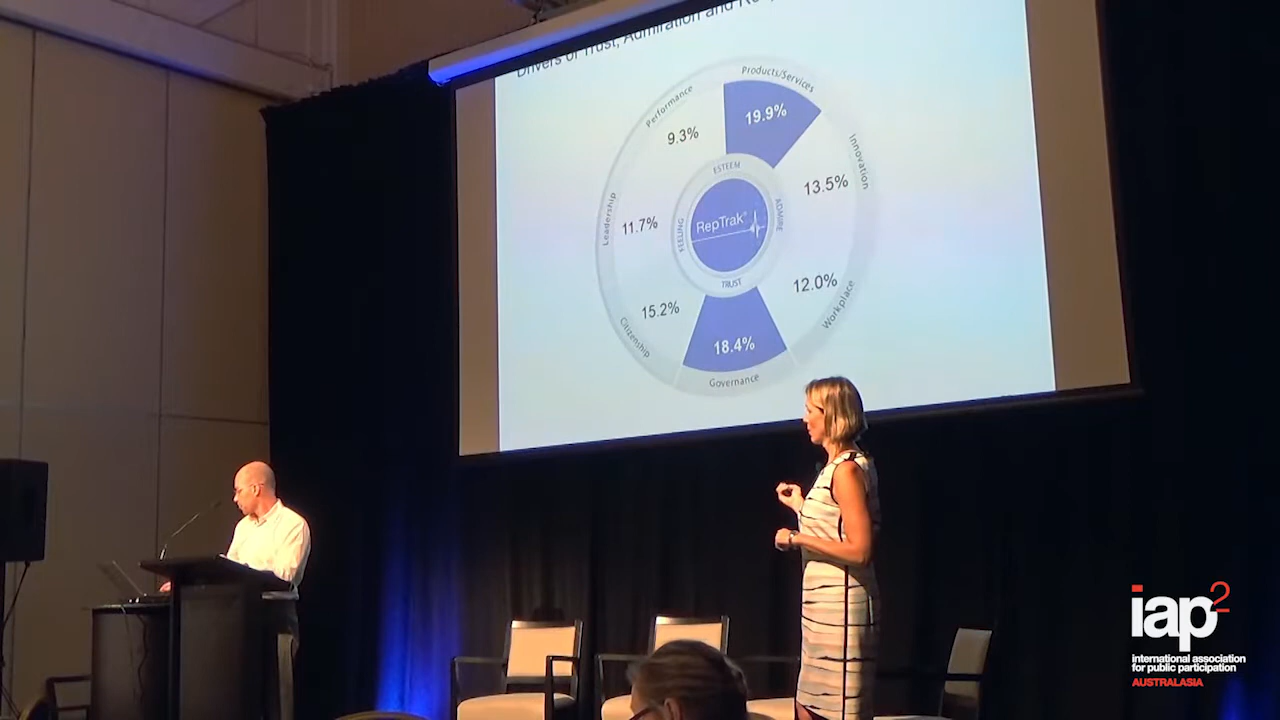 Drivers of Trust, Admiration and
Products/Services
19.9%
Performance
9.3%
Innovation
13.5%
Leadership
11.7%
ESTEEM
ADMIRE
FEELING
TRUST
RepTrak®
12.0%
Workplace
15.2%
Citizenship
18.4%
Governance
iap2
international association
for public participation
AUSTRALASIA